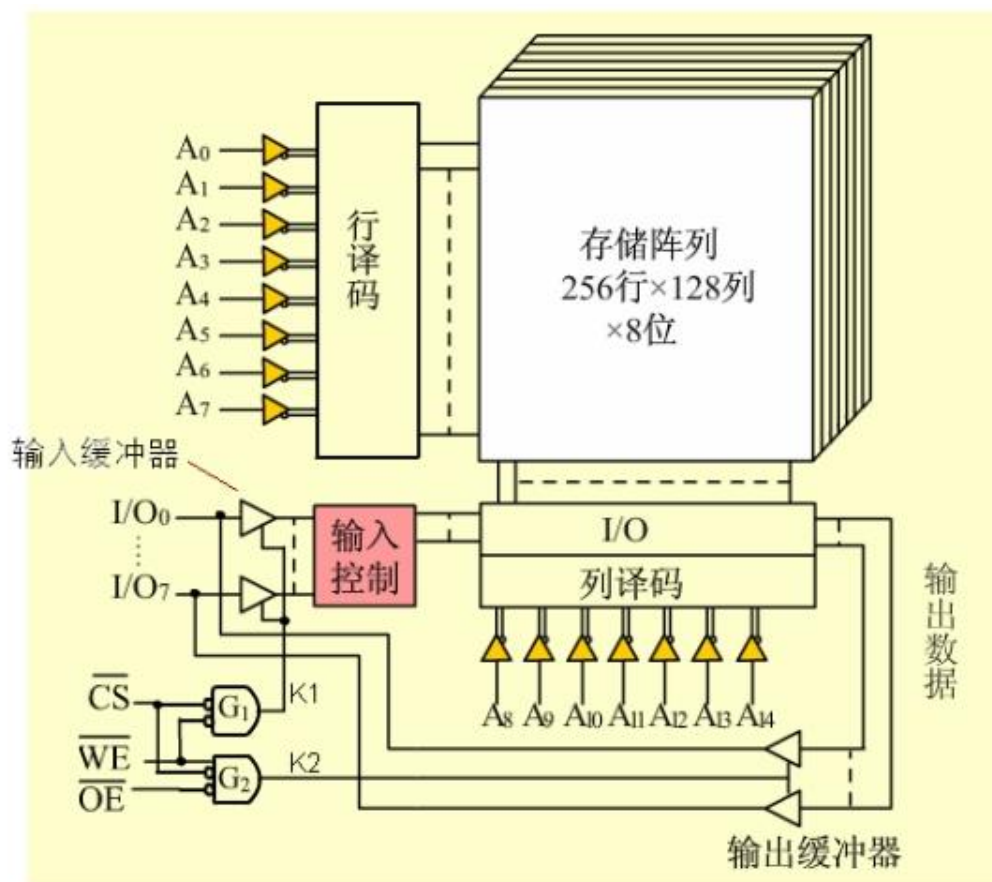 A0
A1
A2
A3
A4
A5
A6
A7
行译码
存储阵列
256行×128列
×8位
输入缓冲器
I/O0
I/O7
输入
控制
I/O
列译码
A8 A9 A10 A11 A12 A13 A14
输出数据
CS
WE
OE
G1
K1
G2
K2
输出缓冲器